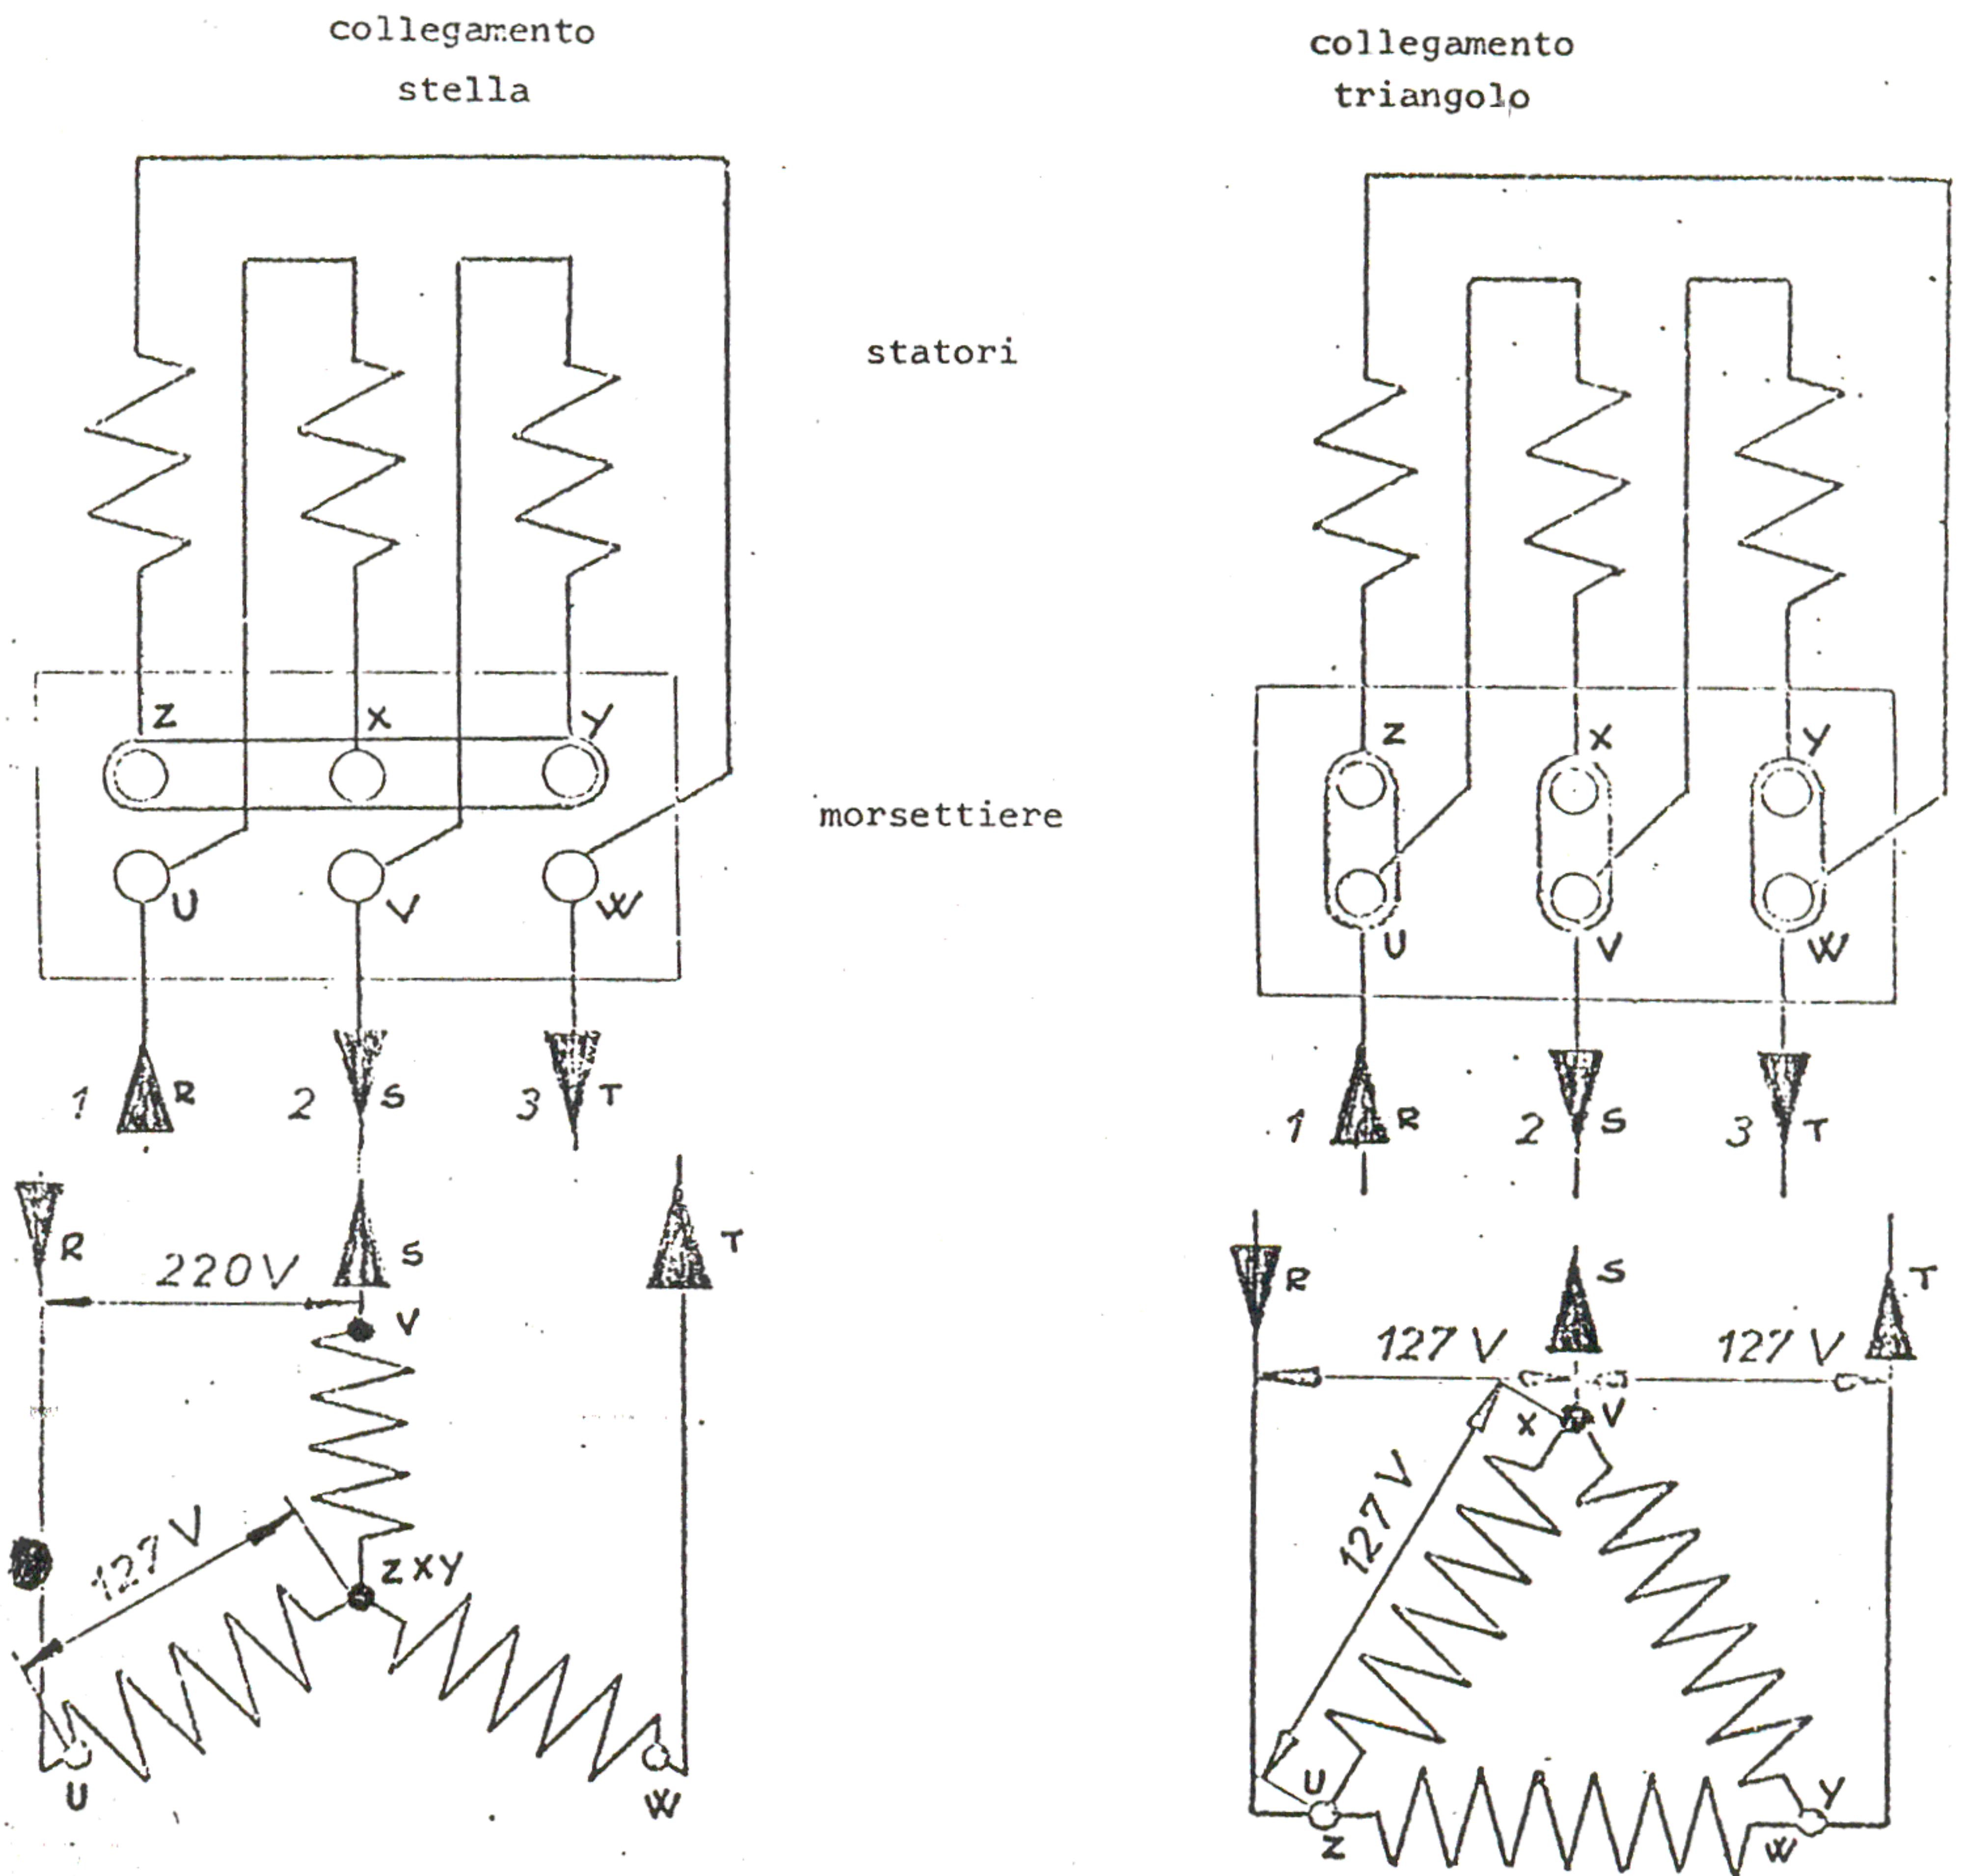 collegamento
stella
collegamento
triangolo
statori
Z X Y
Z X Y
morsettiere
U V W
U V W
1 R 2 S 3 T
1 R 2 S 3 T
R S T
220V
V
R S T
127 V 127 V
X V
127 V
127 V
ZXY
U W
U Y
Z W